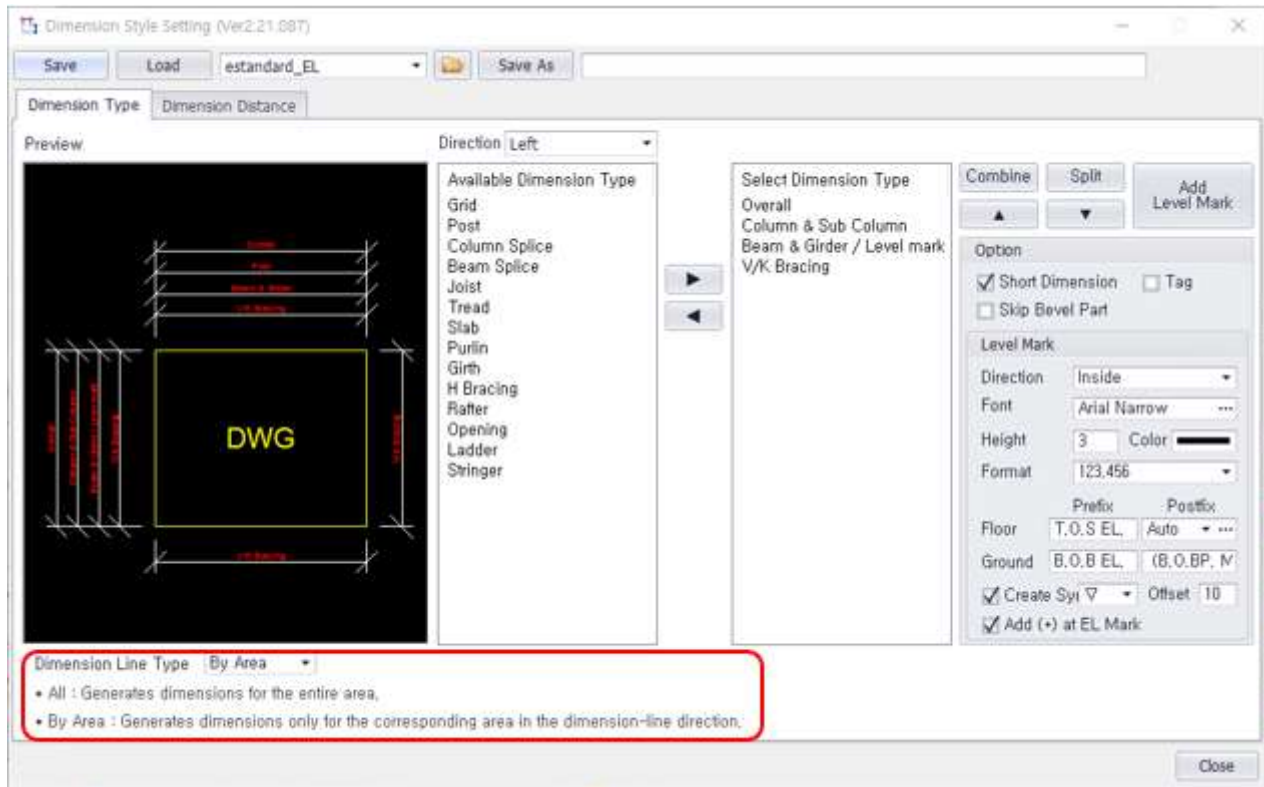 Dimension Style Setting (Ver2.21.087)
Save Load estandard_EL Save As
Dimension Type Dimension Distance
Preview
Direction Left
DWG
Available Dimension Type
Grid
Post
Column Splice
Beam Splice
Joist
Tread
Slab
Purlin
Girth
H Bracing
Rafter
Opening
Ladder
Stringer
Select Dimension Type
Overall
Column & Sub Column
Beam & Girder / Level mark
V/K Bracing
Combine Split Add
Level Mark
▲ ▼
Option
Short Dimension Tag
Skip Bevel Part
Level Mark
Direction Inside
Font Arial Narrow ...
Height 3 Color
Format 123,456
Prefix Postfix
Floor T.O.S EL. Auto ...
Ground B.O.B EL. (B.O.BP. M
Create Syı ▽ Offset 10
Add (+) at EL Mark
Dimension Line Type By Area
• All : Generates dimensions for the entire area.
• By Area : Generates dimensions only for the corresponding area in the dimension-line direction.
Close